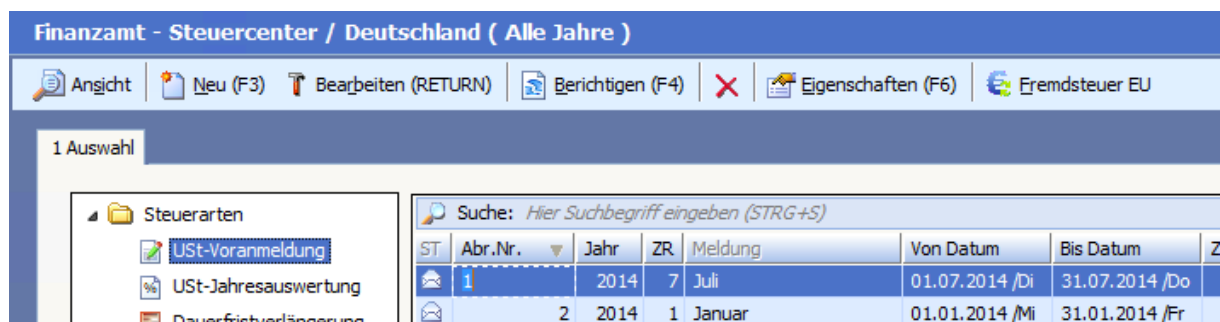 Finanzamt - Steuercenter / Deutschland ( Alle Jahre )
Ansicht Neu (F3) Bearbeiten (RETURN) Berichtigen (F4) Eigenschaften (F6) Fremdsteuer EU
1 Auswahl
Steuerarten
USt-Voranmeldung
USt-Jahresauswertung
Dauerfristverlängerung
Suche: Hier Suchbegriff eingeben (STRG+S)
ST Abr.Nr. Jahr ZR Meldung Von Datum Bis Datum Z
1 2014 7 Juli 01.07.2014 /Di 31.07.2014 /Do
2 2014 1 Januar 01.01.2014 /Mi 31.01.2014 /Fr